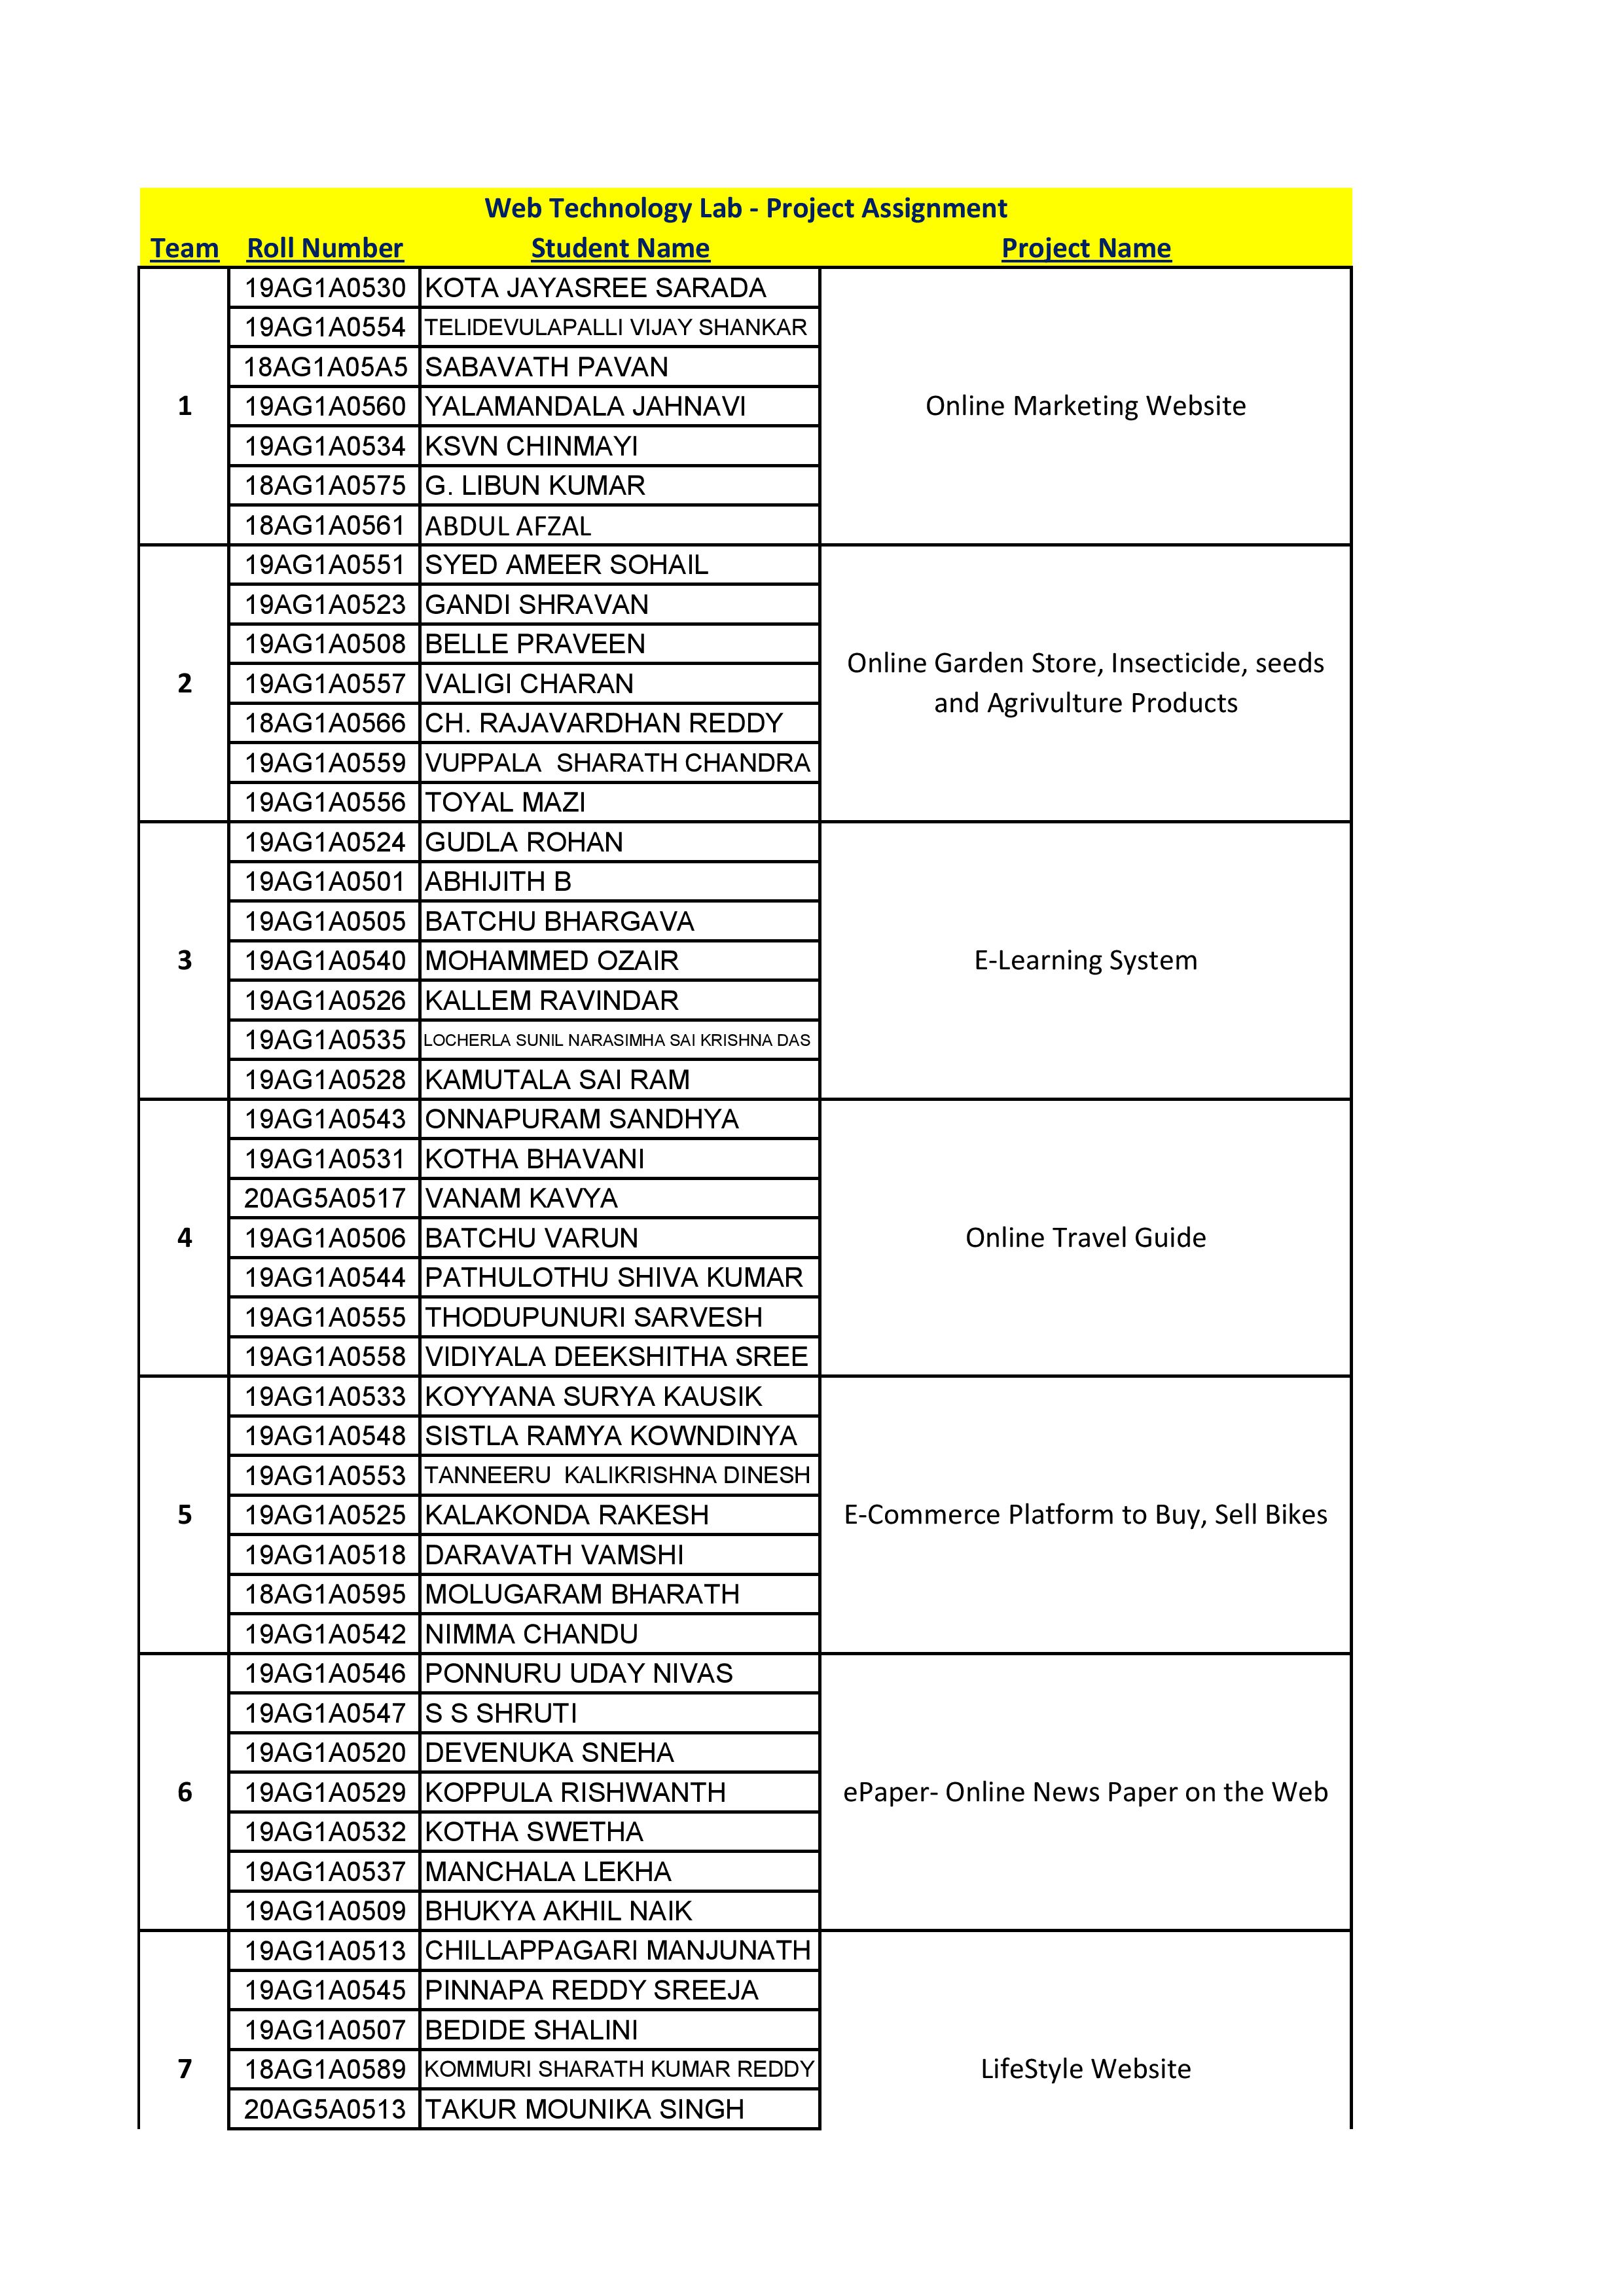 Web Technology Lab - Project Assignment
Team Roll Number Student Name Project Name
19AG1A0530 KOTA JAYASREE SARADA
19AG1A0554 TELIDEVULAPALLI VIJAY SHANKAR
18AG1A05A5 SABAVATH PAVAN
1 19AG1A0560 YALAMANDALA JAHNAVI Online Marketing Website
19AG1A0534 KSVN CHINMAYI
18AG1A0575 G. LIBUN KUMAR
18AG1A0561 ABDUL AFZAL
19AG1A0551 SYED AMEER SOHAIL
19AG1A0523 GANDI SHRAVAN
19AG1A0508 BELLE PRAVEEN
Online Garden Store, Insecticide, seeds
2 19AG1A0557 VALIGI CHARAN
and Agrivulture Products
18AG1A0566 CH. RAJAVARDHAN REDDY
19AG1A0559 VUPPALA  SHARATH CHANDRA
19AG1A0556 TOYAL MAZI
19AG1A0524 GUDLA ROHAN
19AG1A0501 ABHIJITH B
19AG1A0505 BATCHU BHARGAVA
3 19AG1A0540 MOHAMMED OZAIR E-Learning System
19AG1A0526 KALLEM RAVINDAR
19AG1A0535 LOCHERLA SUNIL NARASIMHA SAI KRISHNA DAS
19AG1A0528 KAMUTALA SAI RAM
19AG1A0543 ONNAPURAM SANDHYA
19AG1A0531 KOTHA BHAVANI
20AG5A0517 VANAM KAVYA
4 19AG1A0506 BATCHU VARUN Online Travel Guide
19AG1A0544 PATHULOTHU SHIVA KUMAR
19AG1A0555 THODUPUNURI SARVESH
19AG1A0558 VIDIYALA DEEKSHITHA SREE
19AG1A0533 KOYYANA SURYA KAUSIK
19AG1A0548 SISTLA RAMYA KOWNDINYA
19AG1A0553 TANNEERU  KALIKRISHNA DINESH
5 19AG1A0525 KALAKONDA RAKESH E-Commerce Platform to Buy, Sell Bikes
19AG1A0518 DARAVATH VAMSHI
18AG1A0595 MOLUGARAM BHARATH
19AG1A0542 NIMMA CHANDU
19AG1A0546 PONNURU UDAY NIVAS
19AG1A0547 S S SHRUTI
19AG1A0520 DEVENUKA SNEHA
6 19AG1A0529 KOPPULA RISHWANTH ePaper- Online News Paper on the Web
19AG1A0532 KOTHA SWETHA
19AG1A0537 MANCHALA LEKHA
19AG1A0509 BHUKYA AKHIL NAIK
19AG1A0513 CHILLAPPAGARI MANJUNATH
19AG1A0545 PINNAPA REDDY SREEJA
19AG1A0507 BEDIDE SHALINI
7 18AG1A0589 KOMMURI SHARATH KUMAR REDDY LifeStyle Website
20AG5A0513 TAKUR MOUNIKA SINGH